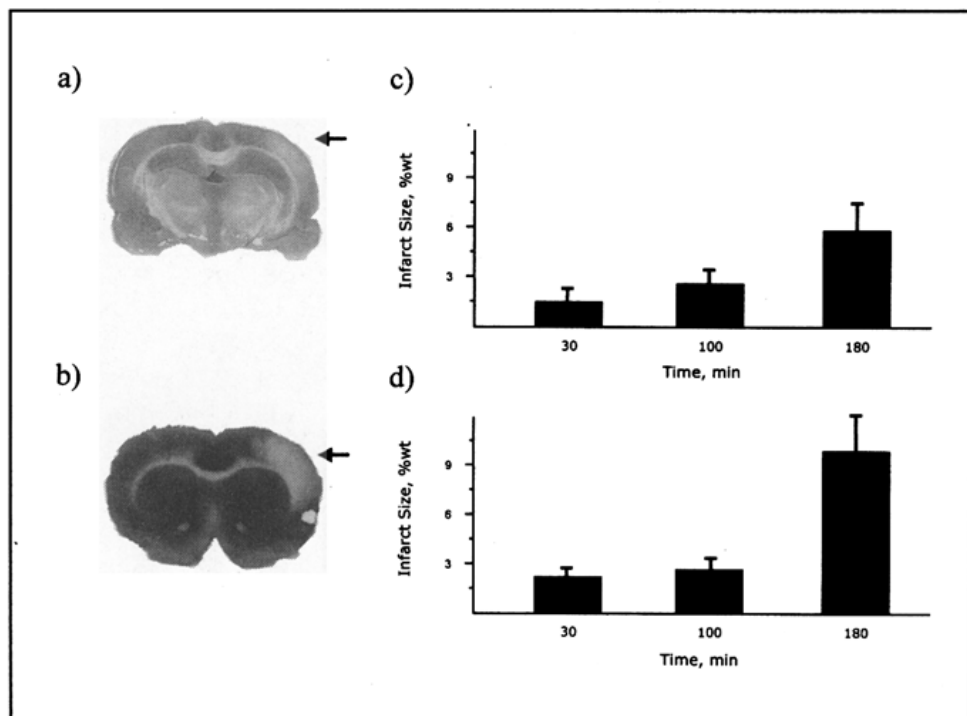 a)
b)
c)
Infarct Size, %wt
9
6
3
30 100 180
Time, min
d)
Infarct Size, %wt
9
6
3
30 100 180
Time, min